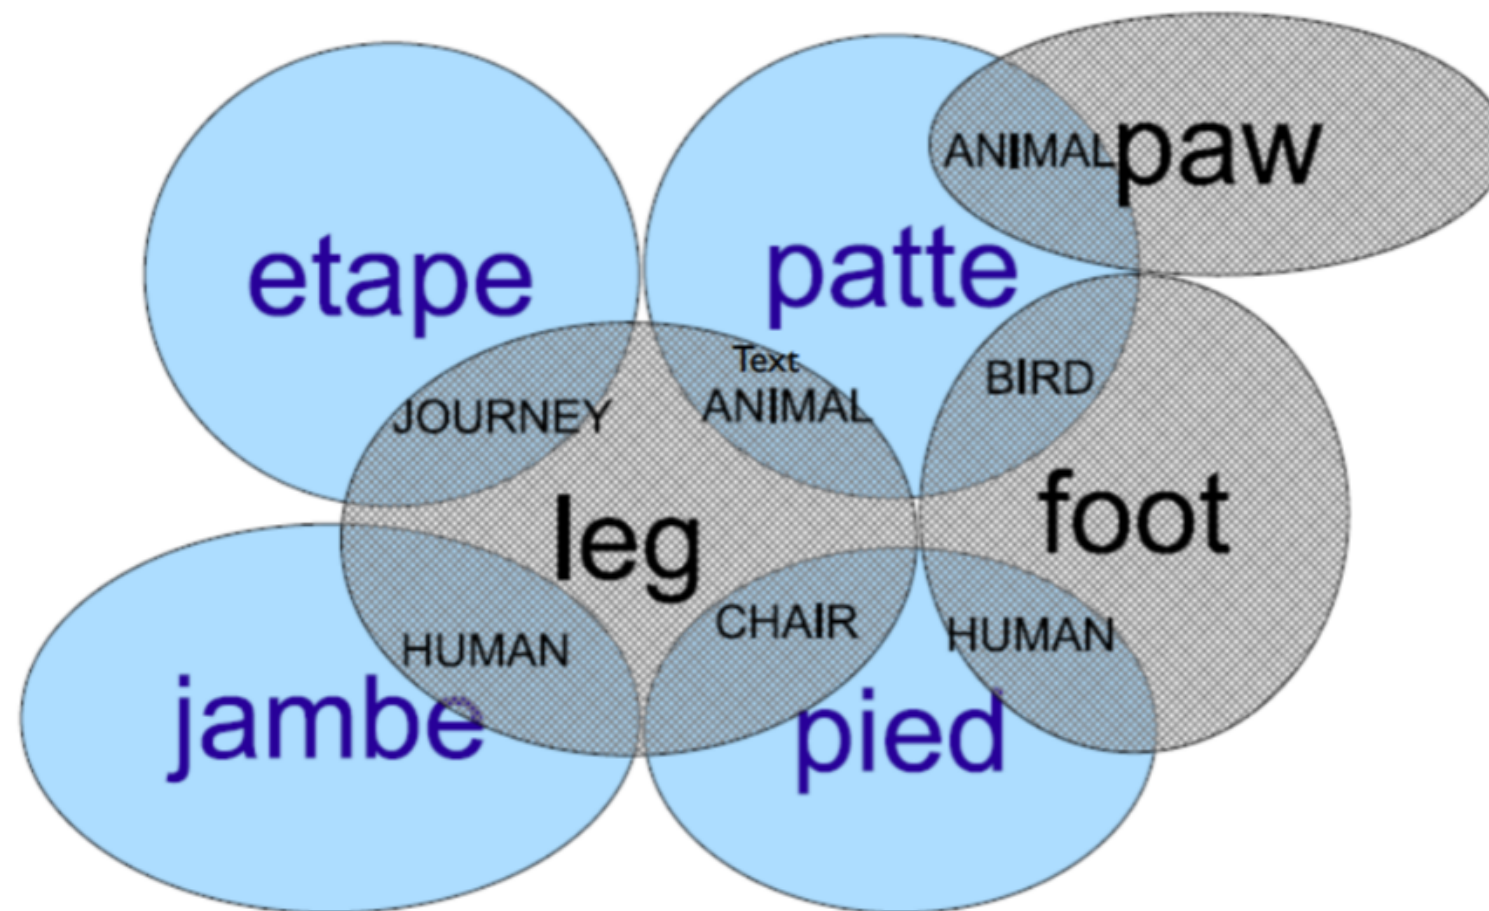 ANIMAL paw
etape patte
Text
BIRD
JOURNEY ANIMAL
leg foot
HUMAN CHAIR HUMAN
jambe pied